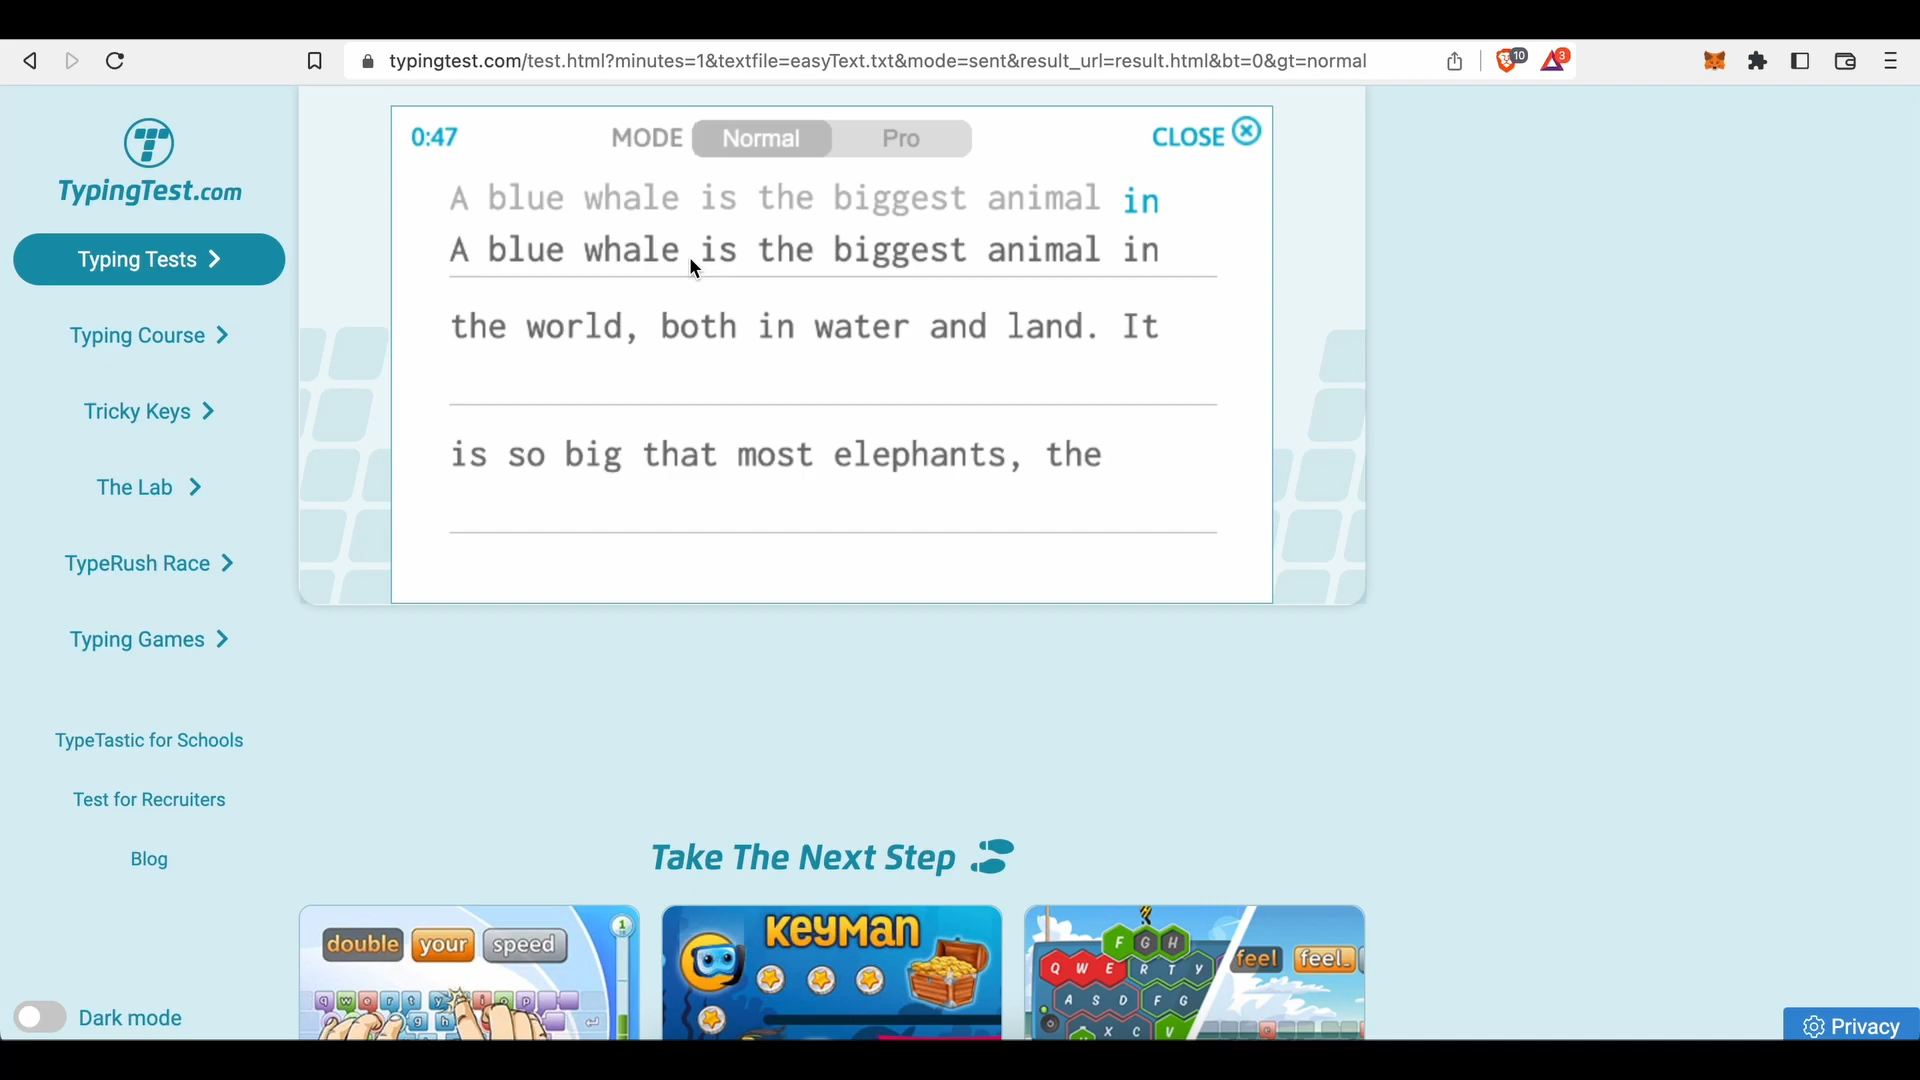 typingtest.com/test.html?minutes=1&textfile=easyText.txt&mode=sent&result_url=result.html&bt=0&gt=normal
10
3
TypingTest.com
Typing Tests
Typing Course
Tricky Keys
The Lab
TypeRush Race
Typing Games
TypeTastic for Schools
Test for Recruiters
Blog
Dark mode
0:47 MODE Normal Pro CLOSE
A blue whale is the biggest animal in
A blue whale is the biggest animal in
the world, both in water and land. It
is so big that most elephants, the
Take The Next Step
double your speed
1
KEYMAN
F G H
Q W E R T Y
A S D F G
X C V
feel feel_
Privacy